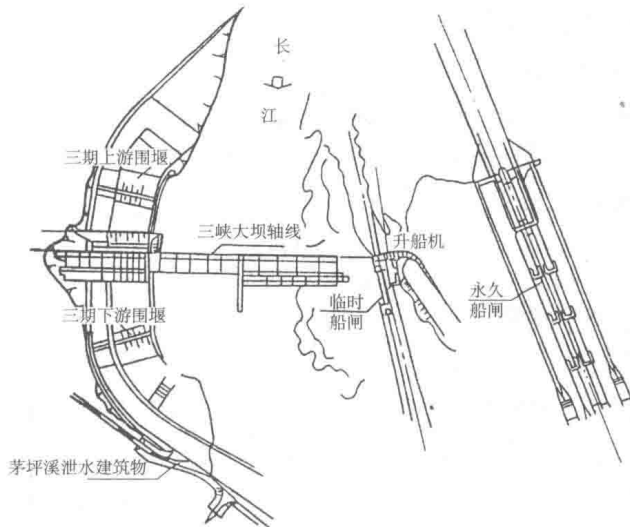 长
江
三期上游围堰
三峡大坝轴线
升船机
临时
船闸
永久
船闸
三期下游围堰
茅坪溪泄水建筑物